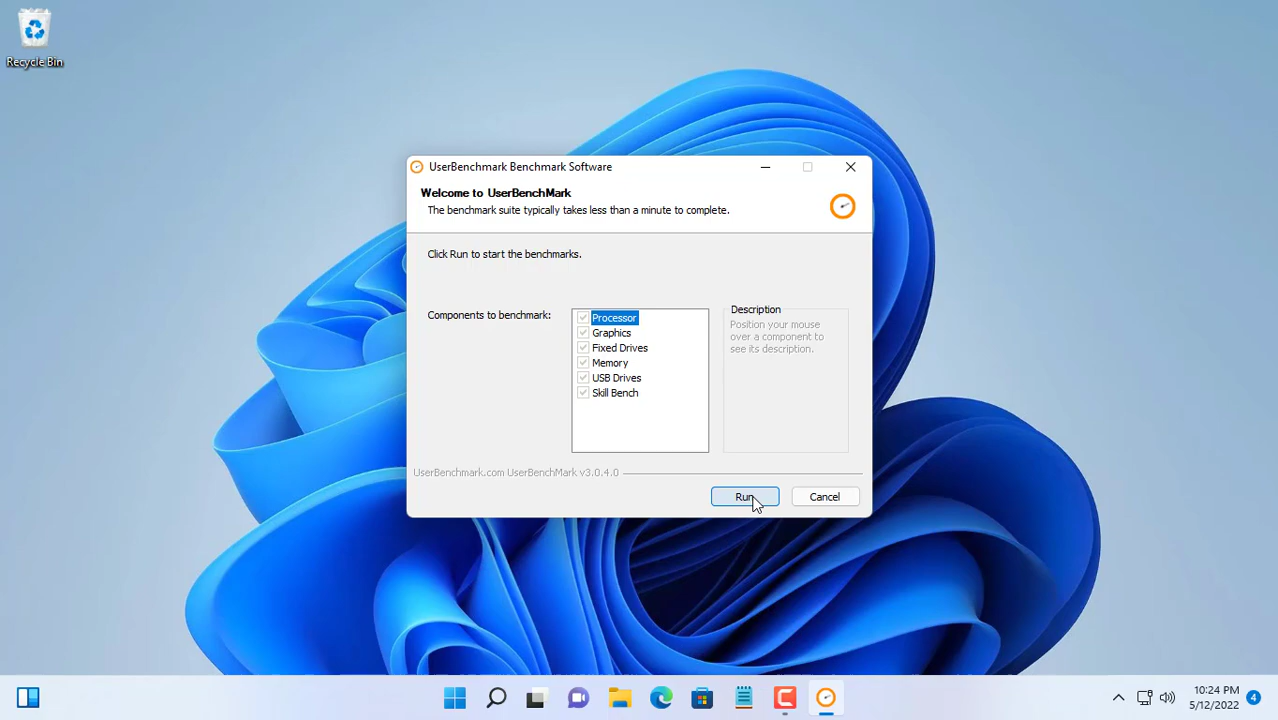 Recycle Bin
UserBenchmark Benchmark Software
Welcome to UserBenchMark
The benchmark suite typically takes less than a minute to complete.
Click Run to start the benchmarks.
Components to benchmark:
Processor
Graphics
Fixed Drives
Memory
USB Drives
Skill Bench
Description
Position your mouse
over a component to
see its description.
UserBenchmark.com UserBenchMark v3.0.4.0
Run
Cancel
10:24 PM
5/12/2022
4